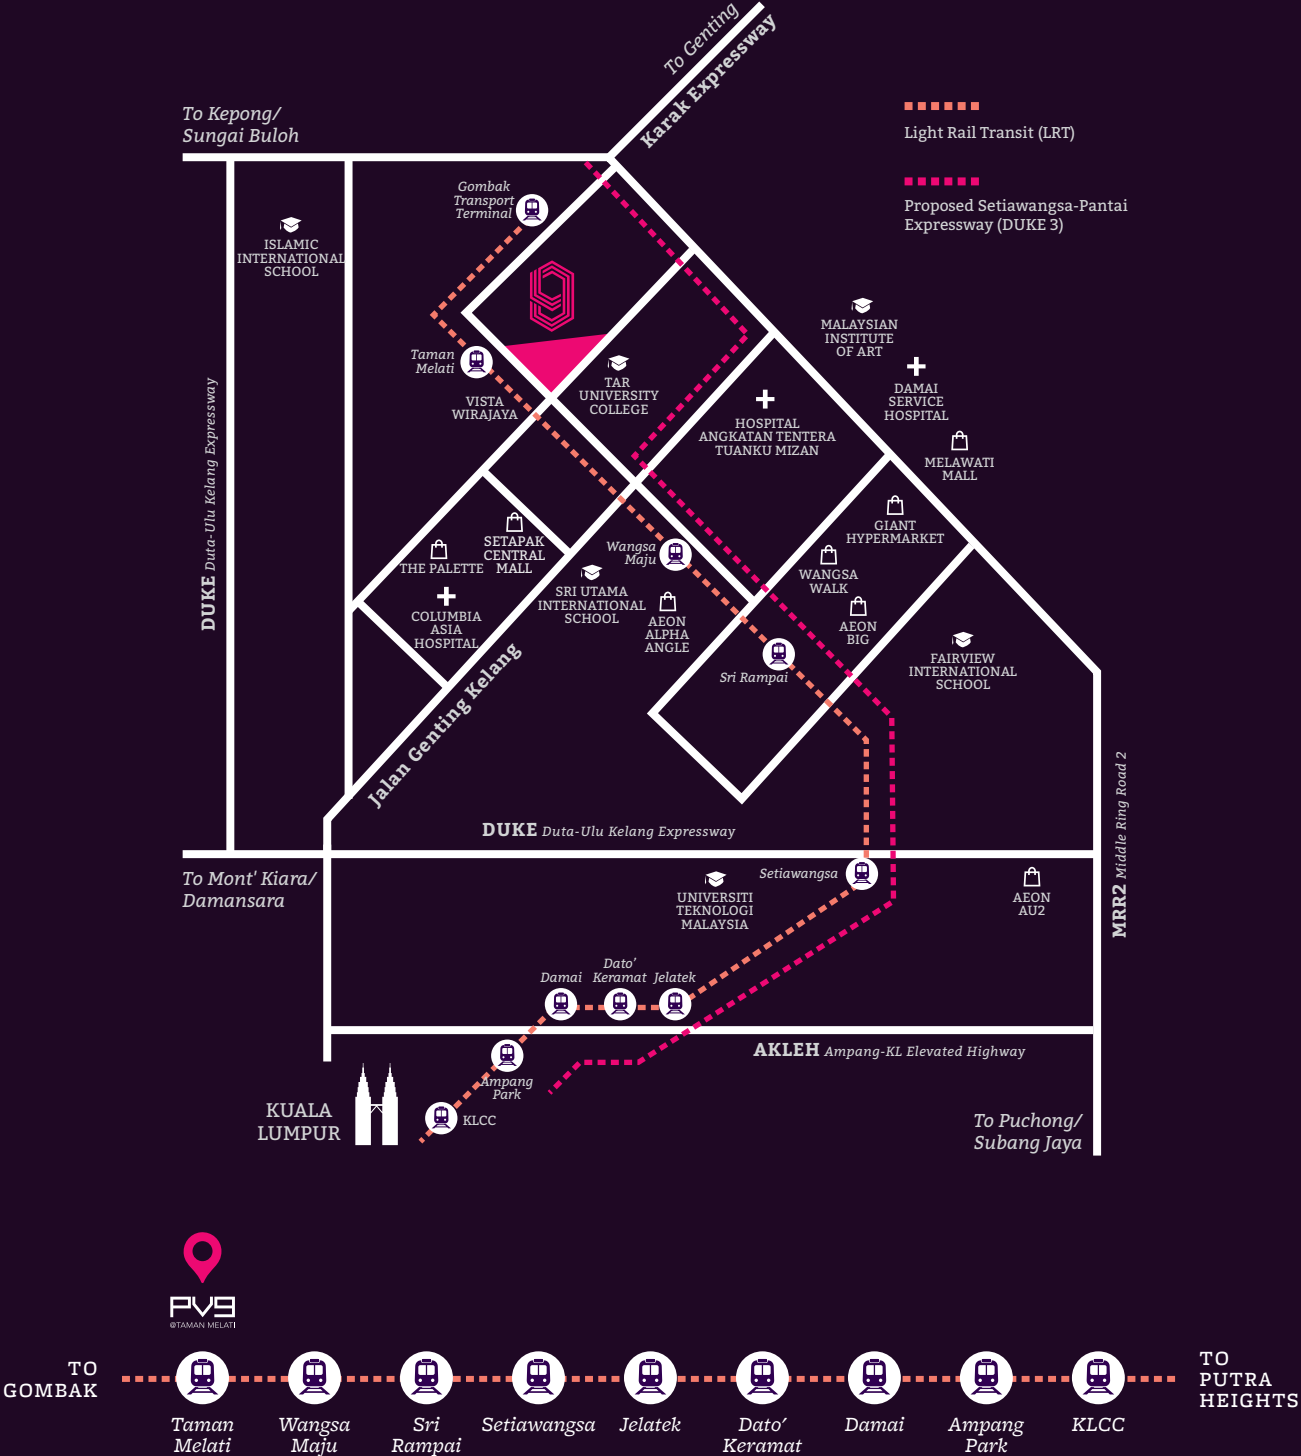 To Genting
Karak Expressway
To Kepong/
Sungai Buloh
Light Rail Transit (LRT)
Proposed Setiawangsa-Pantai
Expressway (DUKE 3)
Gombak
Transport
Terminal
ISLAMIC
INTERNATIONAL
SCHOOL
9
MALAYSIAN
INSTITUTE
OF ART
Taman
Melati
TAR
UNIVERSITY
COLLEGE
DAMAI
SERVICE
HOSPITAL
VISTA
WIRAJAYA
HOSPITAL
ANGKATAN TENTERA
TUANKU MIZAN
MELAWATI
MALL
DUKE Duta-Ulu Kelang Expressway
GIANT
HYPERMARKET
SETAPAK
CENTRAL
MALL
THE PALETTE
Wangsa
Maju
WANGSA
WALK
SRI UTAMA
INTERNATIONAL
SCHOOL
COLUMBIA
ASIA
HOSPITAL
AEON
ALPHA
ANGLE
AEON
BIG
FAIRVIEW
INTERNATIONAL
SCHOOL
Sri Rampai
Jalan Genting Kelang
MRR2 Middle Ring Road 2
DUKE Duta-Ulu Kelang Expressway
To Mont' Kiara/
Damansara
Setiawangsa
UNIVERSITI
TEKNOLOGI
MALAYSIA
AEON
AU2
Damai
Dato'
Keramat
Jelatek
AKLEH Ampang-KL Elevated Highway
Ampang
Park
KUALA
LUMPUR
KLCC
To Puchong/
Subang Jaya
PV9
@TAMAN MELATI
TO
GOMBAK
TO
PUTRA
HEIGHTS
Taman
Melati
Wangsa
Maju
Sri
Rampai
Setiawangsa
Jelatek
Dato'
Keramat
Damai
Ampang
Park
KLCC